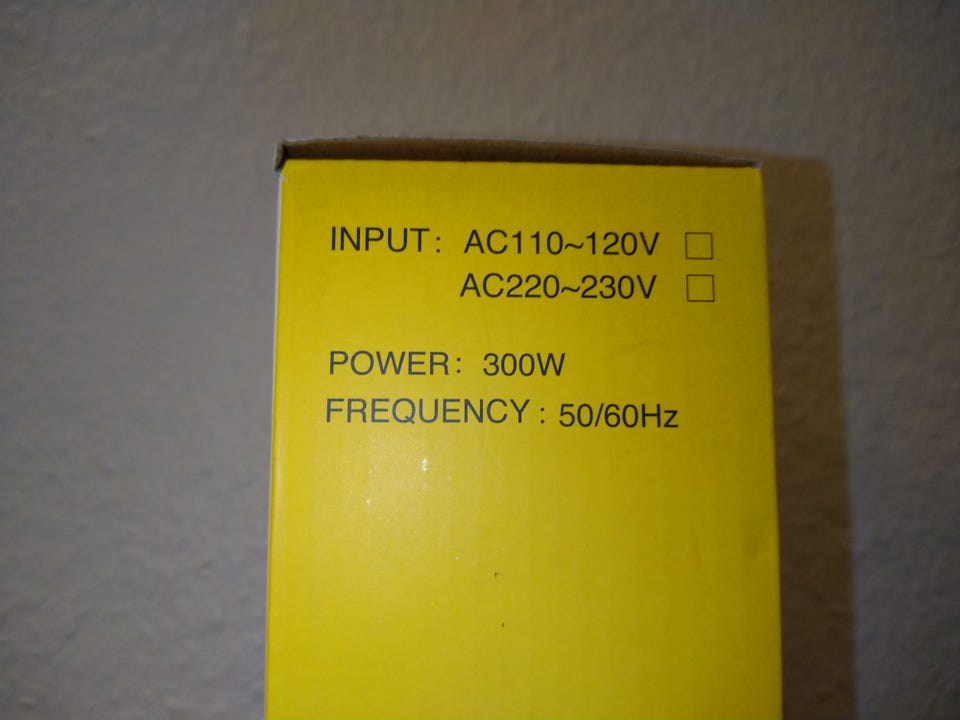 INPUT: AC110~120V □
AC220~230V □
POWER: 300W
FREQUENCY: 50/60Hz